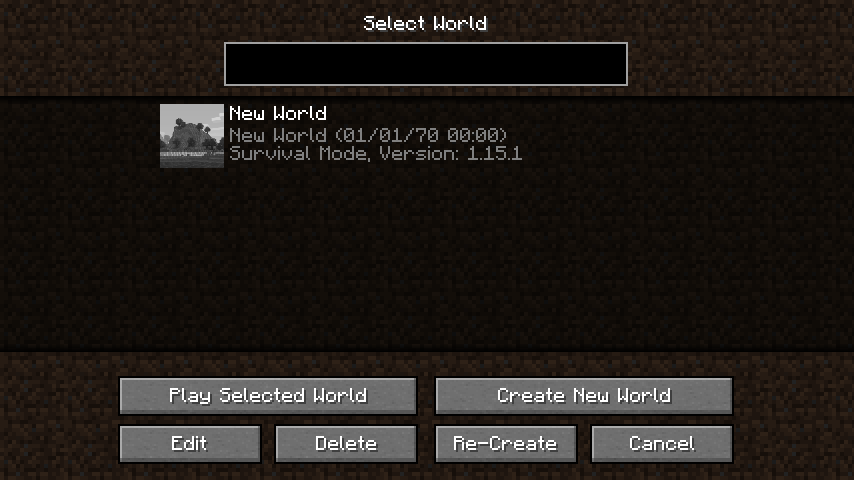 Select World
New World
New World (01/01/70 00:00)
Survival Mode, Version: 1.15.1
Play Selected World
Create New World
Edit
Delete
Re-Create
Cancel